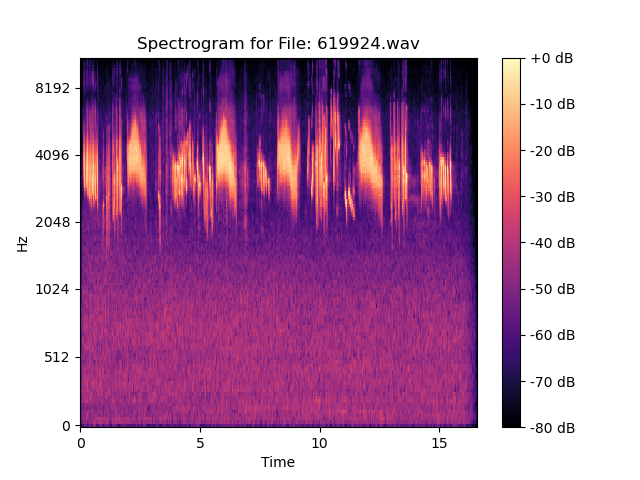 Spectrogram for File: 619924.wav
8192
4096
2048
1024
512
0
Hz
0
5
10
15
Time
+0 dB
-10 dB
-20 dB
-30 dB
-40 dB
-50 dB
-60 dB
-70 dB
-80 dB